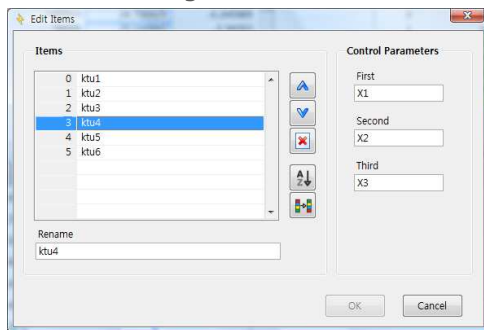 Edit Items
Items
0 ktu1
1 ktu2
2 ktu3
3 ktu4
4 ktu5
5 ktu6
Rename
ktu4
Control Parameters
First
X1
Second
X2
Third
X3
OK
Cancel